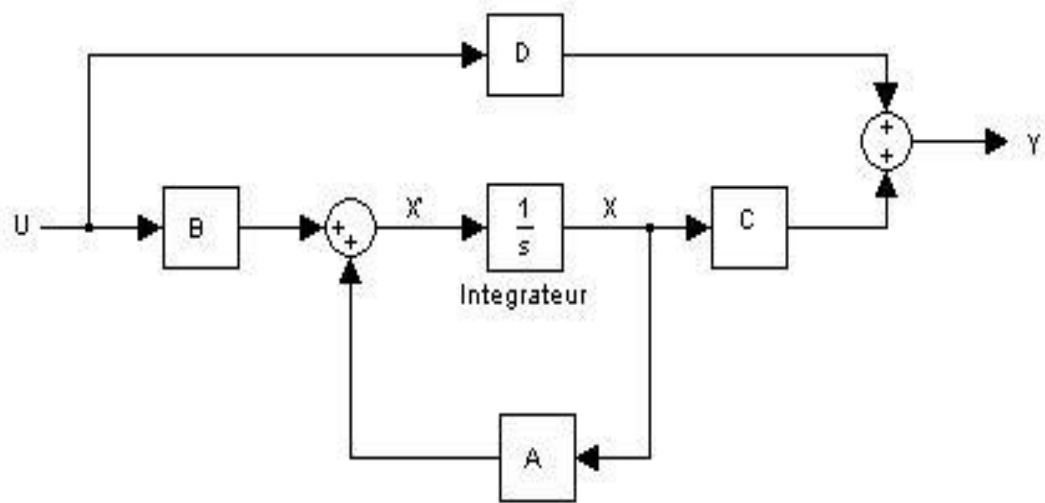 D
+
+
Y
U
B
+
+
X'
1
s
X
C
Integrateur
A